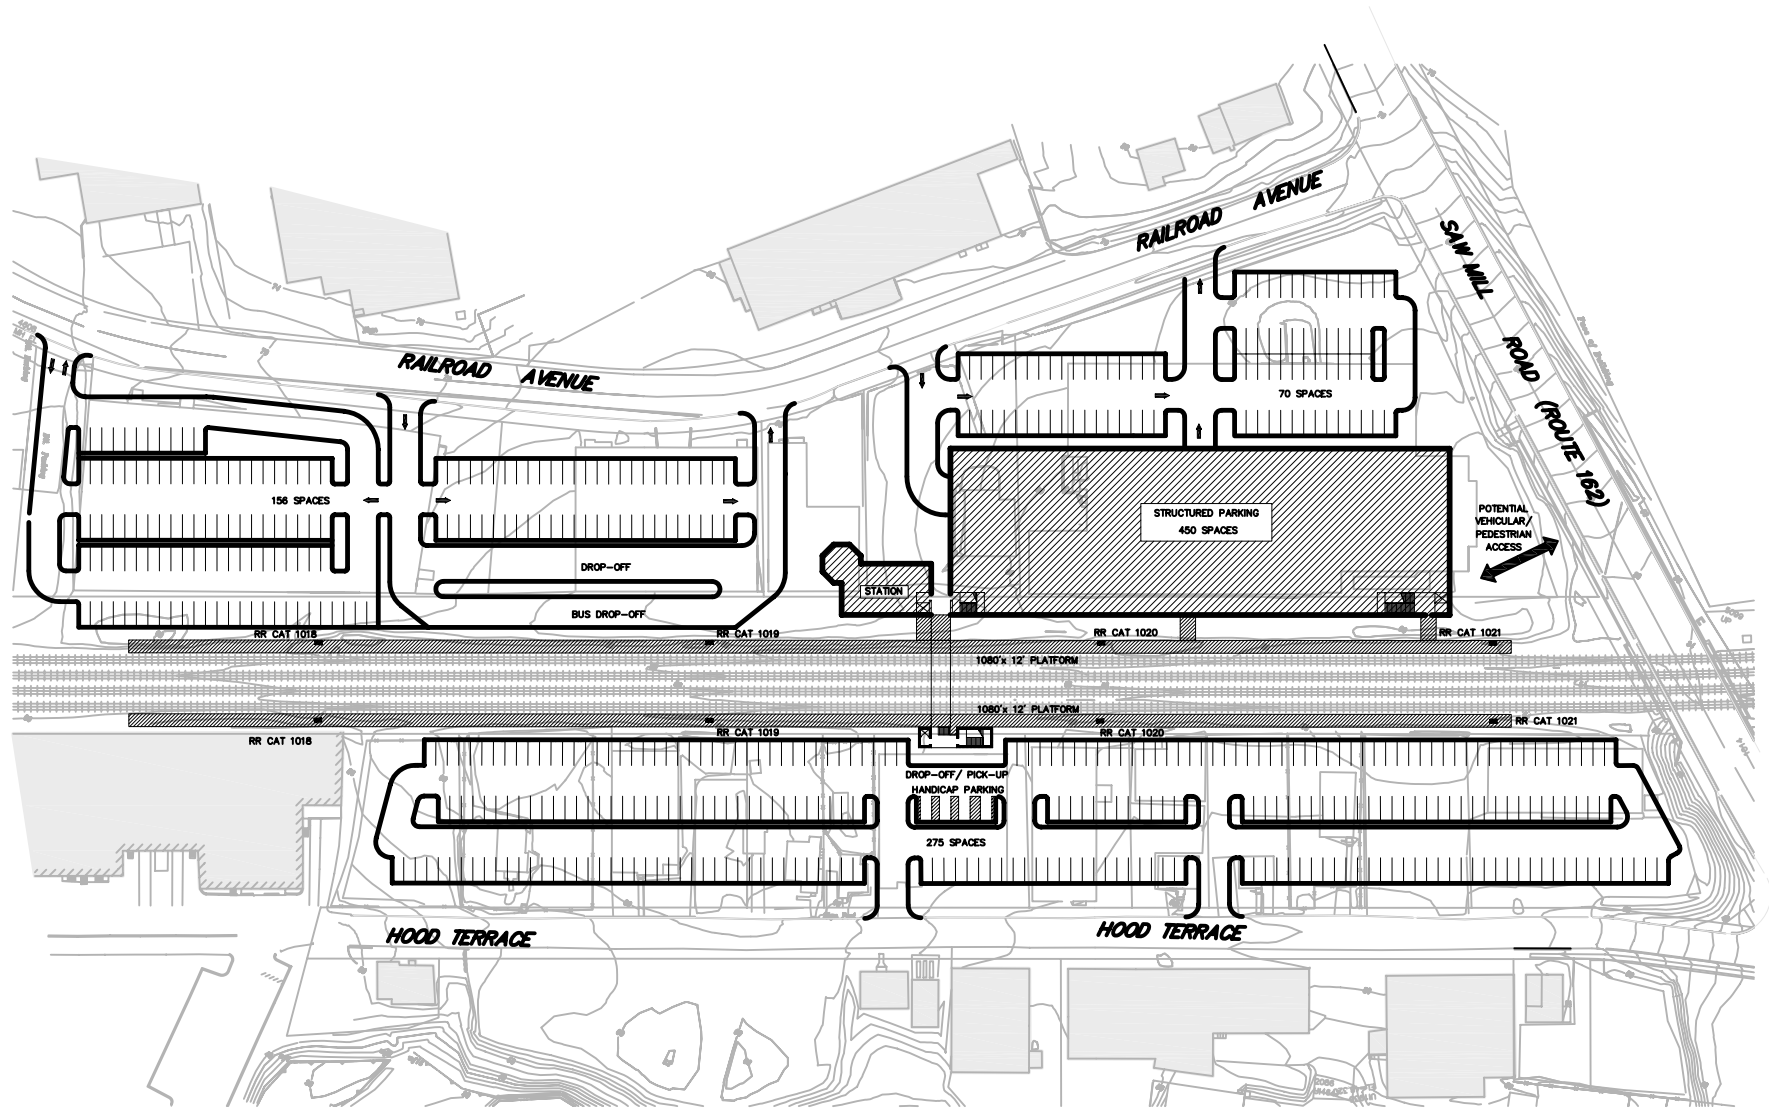 RAILROAD AVENUE
SAW MILL
ROAD
(ROUTE 162)
RAILROAD AVENUE
70 SPACES
156 SPACES
STRUCTURED PARKING
450 SPACES
POTENTIAL
VEHICULAR/
PEDESTRIAN
ACCESS
DROP-OFF
STATION
BUS DROP-OFF
RR CAT 1018
RR CAT 1019
RR CAT 1020
RR CAT 1021
1080'x 12' PLATFORM
1080'x 12' PLATFORM
RR CAT 1018
RR CAT 1019
RR CAT 1020
RR CAT 1021
DROP-OFF/ PICK-UP
HANDICAP PARKING
275 SPACES
HOOD TERRACE
HOOD TERRACE